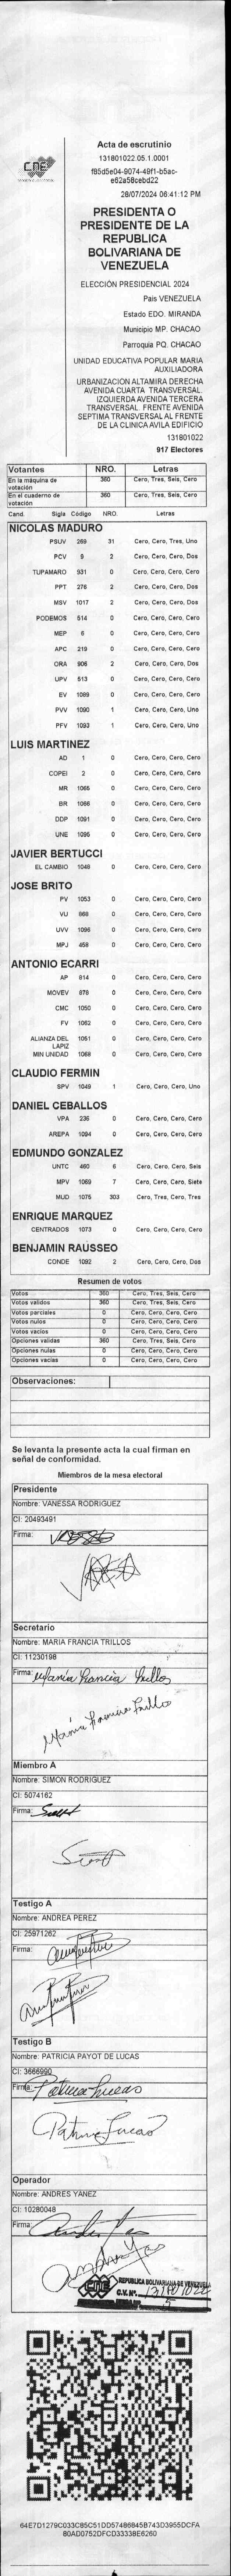 Acta de escrutinio
CNE
131801022.05.1.0001
f85d5e04-9074-49f1-b5ac-
e62a58cebd22
28/07/2024 06:41:12 PM
PRESIDENTA O
PRESIDENTE DE LA
REPUBLICA
BOLIVARIANA DE
VENEZUELA
ELECCIÓN PRESIDENCIAL 2024
Pais VENEZUELA
Estado EDO. MIRANDA
Municipio MP. CHACAO
Parroquia PQ. CHACAO
UNIDAD EDUCATIVA POPULAR MARIA
AUXILIADORA
URBANIZACION ALTAMIRA DERECHA
AVENIDA CUARTA TRANSVERSAL.
IZQUIERDA AVENIDA TERCERA
TRANSVERSAL. FRENTE AVENIDA
SEPTIMA TRANSVERSAL AL FRENTE
DE LA CLINICA AVILA EDIFICIO
131801022
917 Electores
Votantes NRO. Letras
En la máquina de votación 360 Cero, Tres, Seis, Cero
En el cuaderno de votación 360 Cero, Tres, Seis, Cero
Cand. Sigla Código NRO. Letras
NICOLAS MADURO
PSUV 269 31 Cero, Cero, Tres, Uno
PCV 9 2 Cero, Cero, Cero, Dos
TUPAMARO 931 0 Cero, Cero, Cero, Cero
PPT 276 2 Cero, Cero, Cero, Dos
MSV 1017 2 Cero, Cero, Cero, Dos
PODEMOS 514 0 Cero, Cero, Cero, Cero
MEP 6 0 Cero, Cero, Cero, Cero
APC 219 0 Cero, Cero, Cero, Cero
ORA 906 2 Cero, Cero, Cero, Dos
UPV 513 0 Cero, Cero, Cero, Cero
EV 1089 0 Cero, Cero, Cero, Cero
PVV 1090 1 Cero, Cero, Cero, Uno
PFV 1093 1 Cero, Cero, Cero, Uno
LUIS MARTINEZ
AD 1 0 Cero, Cero, Cero, Cero
COPEI 2 0 Cero, Cero, Cero, Cero
MR 1065 0 Cero, Cero, Cero, Cero
BR 1086 0 Cero, Cero, Cero, Cero
DDP 1091 0 Cero, Cero, Cero, Cero
UNE 1095 0 Cero, Cero, Cero, Cero
JAVIER BERTUCCI
EL CAMBIO 1048 0 Cero, Cero, Cero, Cero
JOSE BRITO
PV 1053 0 Cero, Cero, Cero, Cero
VU 868 0 Cero, Cero, Cero, Cero
UVV 1096 0 Cero, Cero, Cero, Cero
MPJ 458 0 Cero, Cero, Cero, Cero
ANTONIO ECARRI
AP 814 0 Cero, Cero, Cero, Cero
MOVEV 878 0 Cero, Cero, Cero, Cero
CMC 1050 0 Cero, Cero, Cero, Cero
FV 1062 0 Cero, Cero, Cero, Cero
ALIANZA DEL LAPIZ 1051 0 Cero, Cero, Cero, Cero
MIN UNIDAD 1068 0 Cero, Cero, Cero, Cero
CLAUDIO FERMIN
SPV 1049 1 Cero, Cero, Cero, Uno
DANIEL CEBALLOS
VPA 236 0 Cero, Cero, Cero, Cero
AREPA 1094 0 Cero, Cero, Cero, Cero
EDMUNDO GONZALEZ
UNTC 460 6 Cero, Cero, Cero, Seis
MPV 1069 7 Cero, Cero, Cero, Siete
MUD 1075 303 Cero, Tres, Cero, Tres
ENRIQUE MARQUEZ
CENTRADOS 1073 0 Cero, Cero, Cero, Cero
BENJAMIN RAUSSEO
CONDE 1092 2 Cero, Cero, Cero, Dos
Resumen de votos
Votos 360 Cero, Tres, Seis, Cero
Votos validos 360 Cero, Tres, Seis, Cero
Votos parciales 0 Cero, Cero, Cero, Cero
Votos nulos 0 Cero, Cero, Cero, Cero
Votos vacios 0 Cero, Cero, Cero, Cero
Opciones validas 360 Cero, Tres, Seis, Cero
Opciones nulas 0 Cero, Cero, Cero, Cero
Opciones vacias 0 Cero, Cero, Cero, Cero
Observaciones:
Se levanta la presente acta la cual firman en
señal de conformidad.
Miembros de la mesa electoral
Presidente
Nombre: VANESSA RODRIGUEZ
CI: 20493491
Firma:
Secretario
Nombre: MARIA FRANCIA TRILLOS
CI: 11230198
Firma: Maria Francia Trillos
Maria Francia Trillos
Miembro A
Nombre: SIMON RODRIGUEZ
CI: 5074162
Firma:
Testigo A
Nombre: ANDREA PEREZ
CI: 25971262
Firma:
Testigo B
Nombre: PATRICIA PAYOT DE LUCAS
CI: 3666990
Firma: Patricia Lucas
Patricia Lucas
Operador
Nombre: ANDRES YANEZ
CI: 10280048
Firma:
CNE REPUBLICA BOLIVARIANA DE VENEZUELA
C.V. Nº. 131801022
5
64E7D1279C033C85C51DD57486845B743D3955DCFA
80AD0752DFCD33338E6260